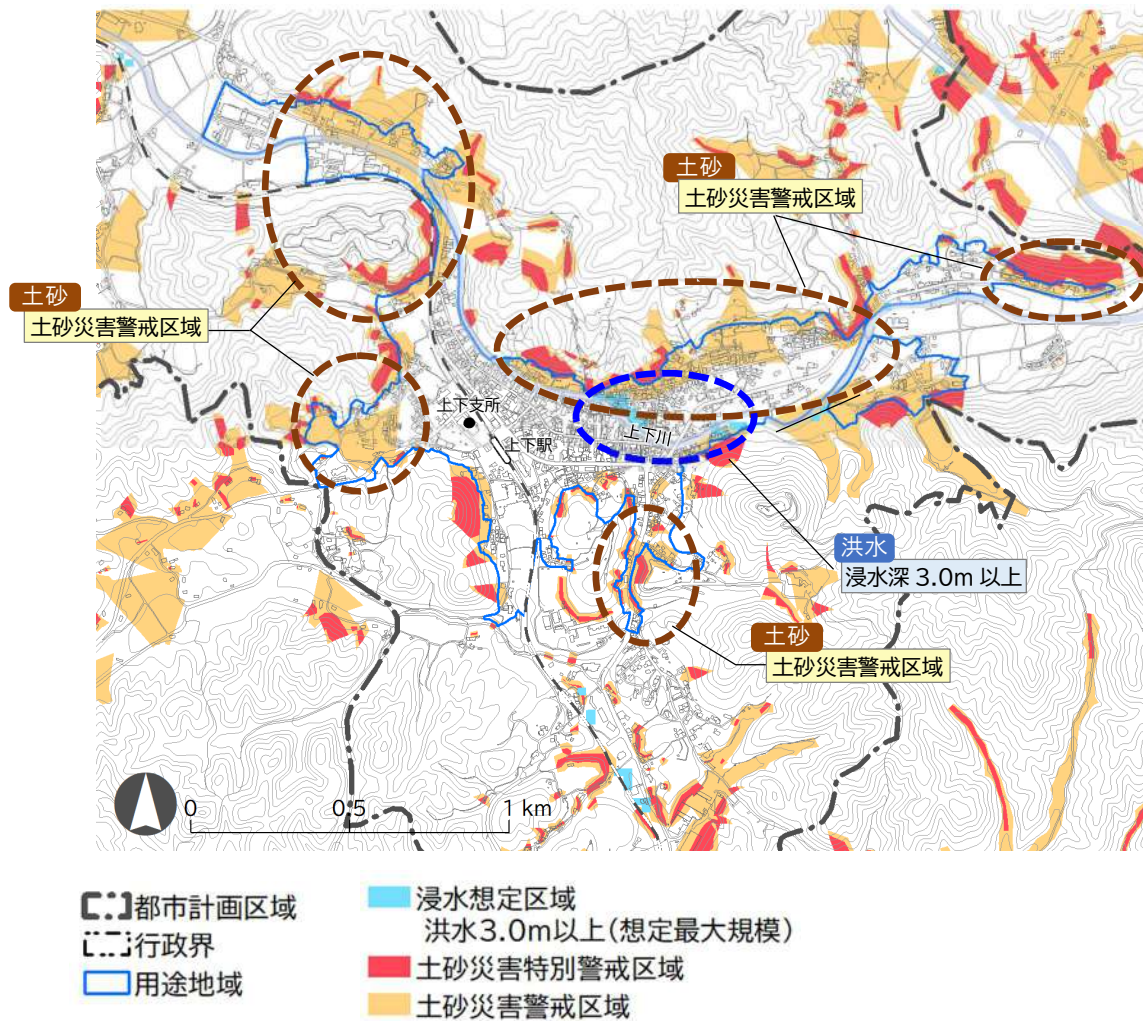 土砂
土砂災害警戒区域
土砂
土砂災害警戒区域
上下支所
上下駅
上下川
洪水
浸水深 3.0m 以上
土砂
土砂災害警戒区域
0 0.5 1 km
都市計画区域
行政界
用途地域
浸水想定区域
洪水3.0m以上(想定最大規模)
土砂災害特別警戒区域
土砂災害警戒区域